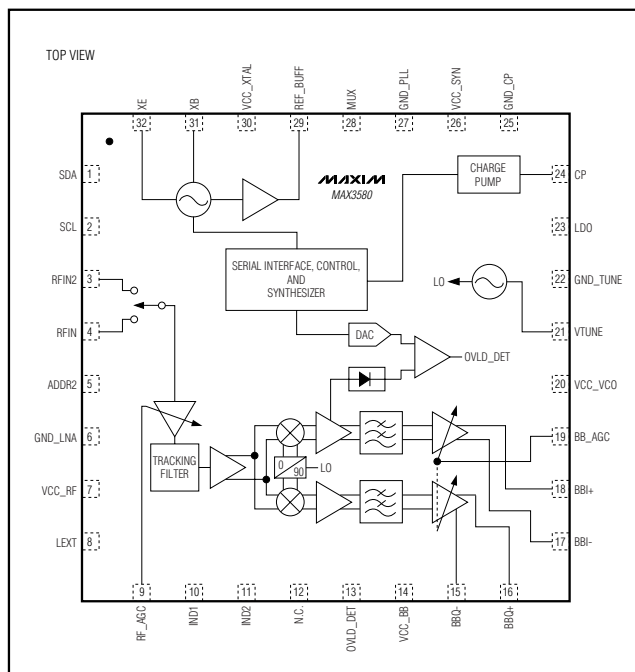 TOP VIEW
XE
XB
VCC_XTAL
REF_BUFF
MUX
GND_PLL
VCC_SYN
GND_CP
32
31
30
29
28
27
26
25
SDA 1
SCL 2
RFIN2 3
RFIN 4
ADDR2 5
GND_LNA 6
VCC_RF 7
LEXT 8
MAXIM
MAX3580
CHARGE
PUMP
SERIAL INTERFACE, CONTROL,
AND
SYNTHESIZER
LO
DAC
OVLD_DET
TRACKING
FILTER
0
90
LO
24 CP
23 LDO
22 GND_TUNE
21 VTUNE
20 VCC_VCO
19 BB_AGC
18 BBI+
17 BBI-
9
10
11
12
13
14
15
16
RF_AGC
IND1
IND2
N.C.
OVLD_DET
VCC_BB
BBQ-
BBQ+